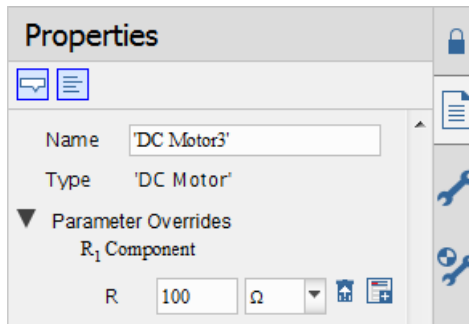 Properties
Name 'DC Motor3'
Type 'DC Motor'
Parameter Overrides
R₁ Component
R 100 Ω